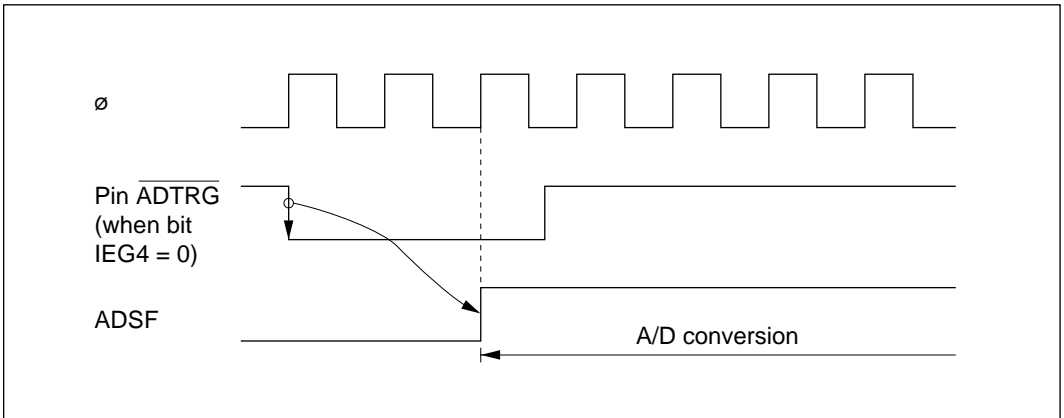 ø
Pin ADTRG
(when bit
IEG4 = 0)
ADSF
A/D conversion